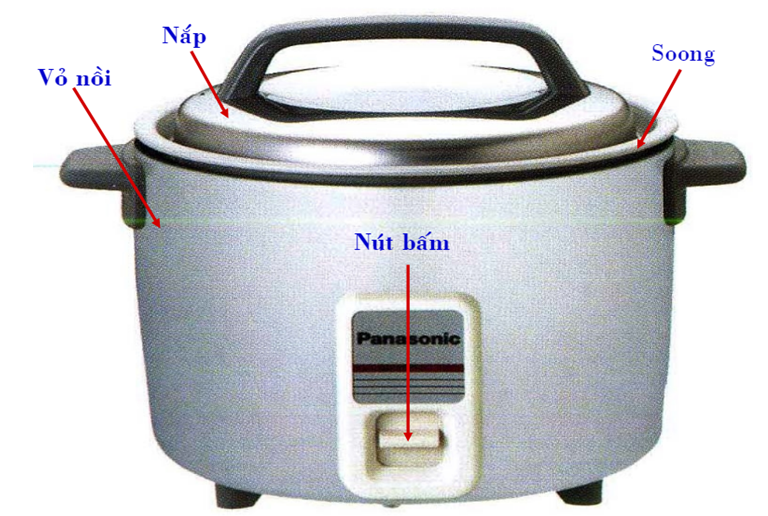 Nắp
Soong
Vỏ nồi
Nút bấm
Panasonic